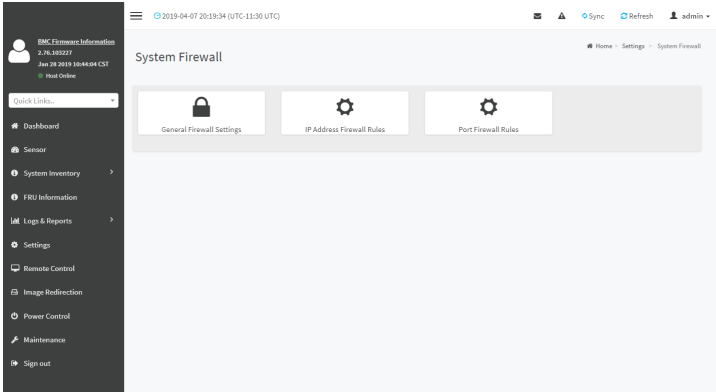 2019-04-07 20:19:34 (UTC-11:30 UTC)
Sync
Refresh
admin
BMC Firmware Information
2.76.103227
Jan 28 2019 10:44:04 CST
Host Online
Quick Links..
Dashboard
Sensor
System Inventory
FRU Information
Logs & Reports
Settings
Remote Control
Image Redirection
Power Control
Maintenance
Sign out
System Firewall
Home > Settings > System Firewall
General Firewall Settings
IP Address Firewall Rules
Port Firewall Rules